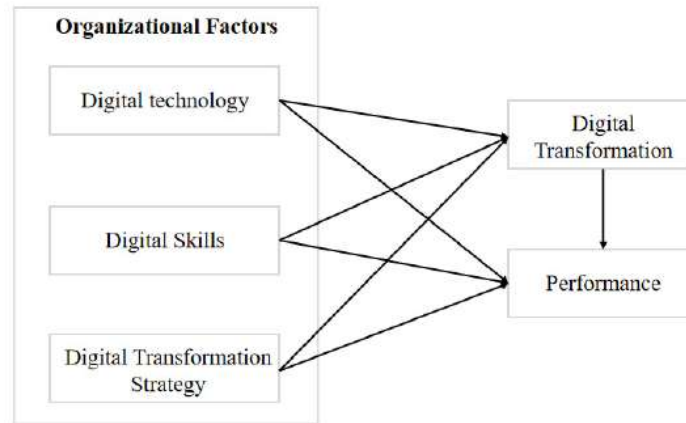 Organizational Factors
Digital technology
Digital Skills
Digital Transformation
Strategy
Digital
Transformation
Performance